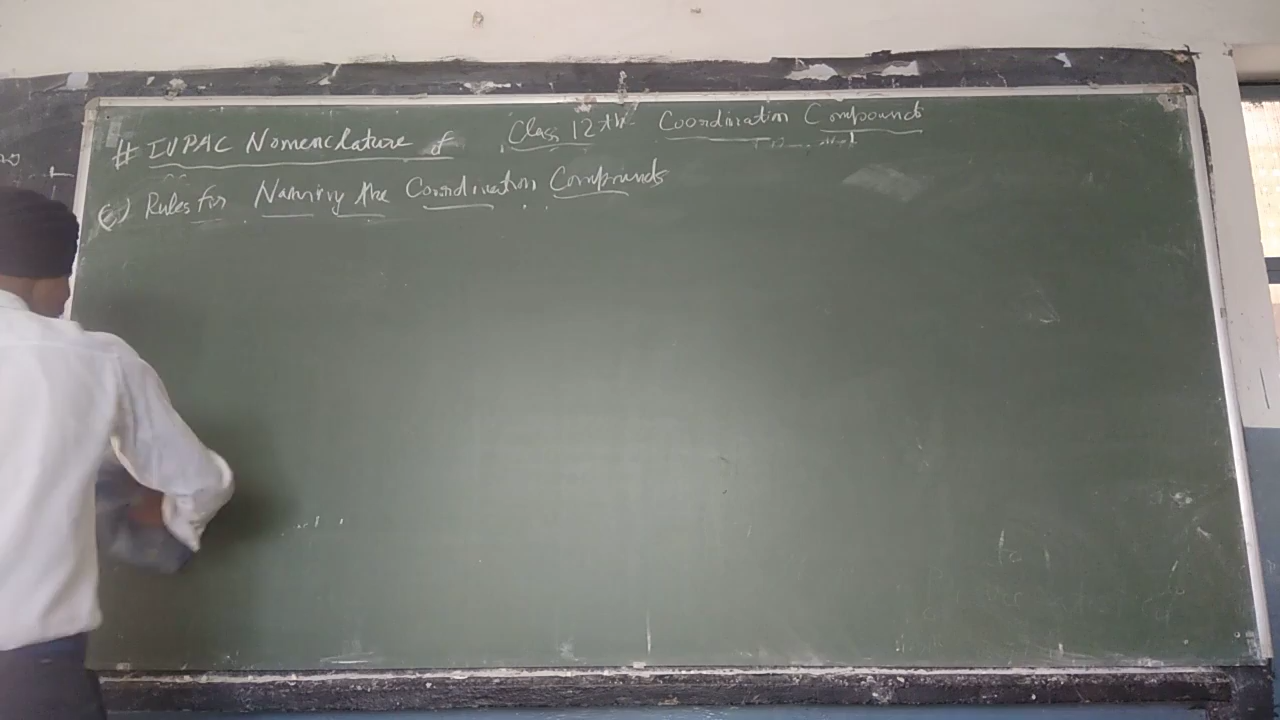 # IUPAC Nomenclature of Class 12th Coordination Compounds
Rules for Naming the Coordination Compounds